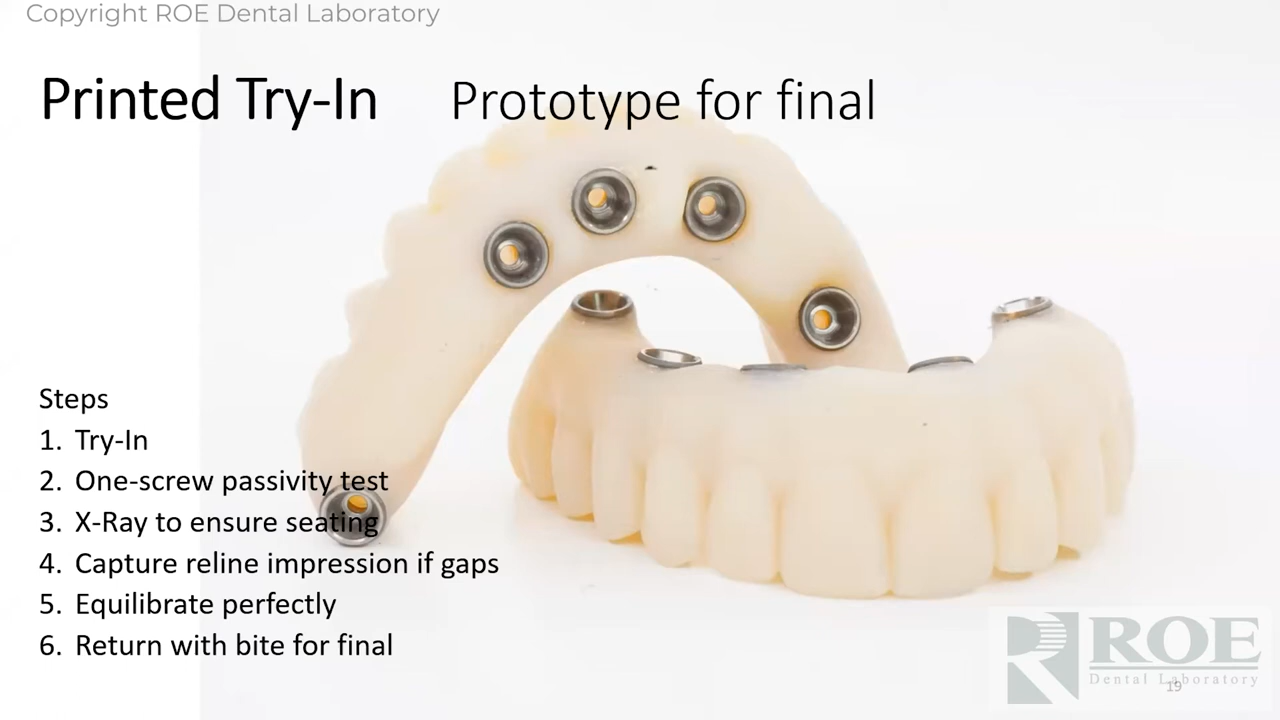 Copyright ROE Dental Laboratory
Printed Try-In Prototype for final
Steps
1. Try-In
2. One-screw passivity test
3. X-Ray to ensure seating
4. Capture reline impression if gaps
5. Equilibrate perfectly
6. Return with bite for final
ROE
Dental Laboratory
19